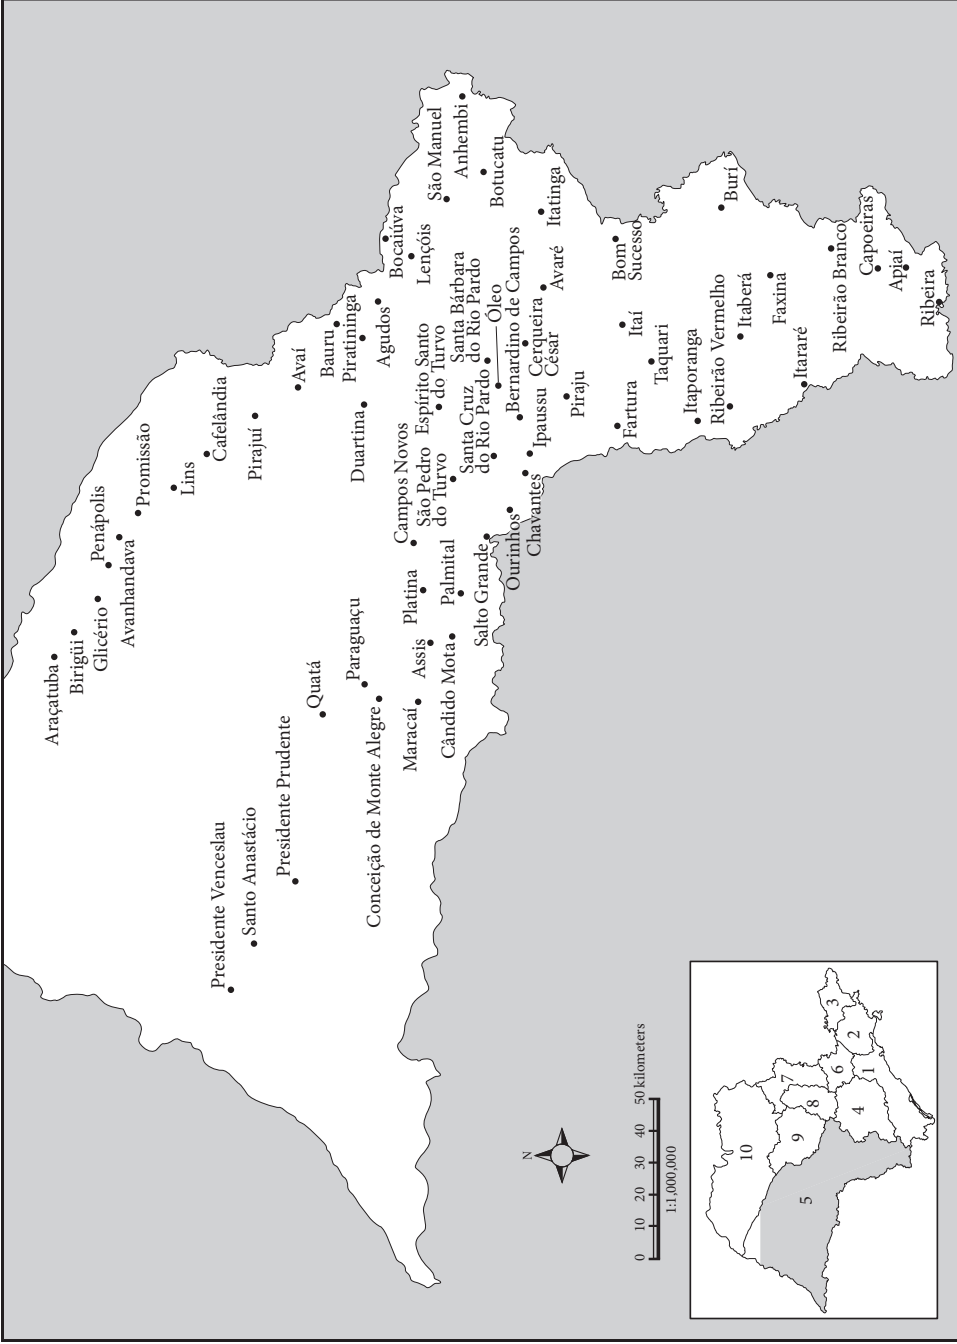 Araçatuba
Birigüi
Glicério
Penápolis
Avanhandava
Promissão
Lins
Cafelândia
Pirajuí
Avaí
Bauru
Piratininga
Agudos
Duartina
Bocaiúva
Lençóis
São Manuel
Anhembi
Botucatu
Itatinga
Avaré
Cerqueira
César
Santa Bárbara
do Rio Pardo
Óleo
Bernardino de Campos
Espírito Santo
do Turvo
Santa Cruz
do Rio Pardo
Ipaussu
Piraju
Campos Novos
São Pedro
do Turvo
Chavantes
Ourinhos
Salto Grande
Palmital
Platina
Assis
Cândido Mota
Maracaí
Paraguaçu
Conceição de Monte Alegre
Quatá
Presidente Prudente
Santo Anastácio
Presidente Venceslau
Bom
Sucesso
Itaí
Taquari
Fartura
Itaporanga
Ribeirão Vermelho
Itaberá
Faxina
Burí
Itararé
Ribeirão Branco
Capoeiras
Apiaí
Ribeira
N
0 10 20 30 40 50 kilometers
1:1,000,000
1
2
3
4
5
6
7
8
9
10